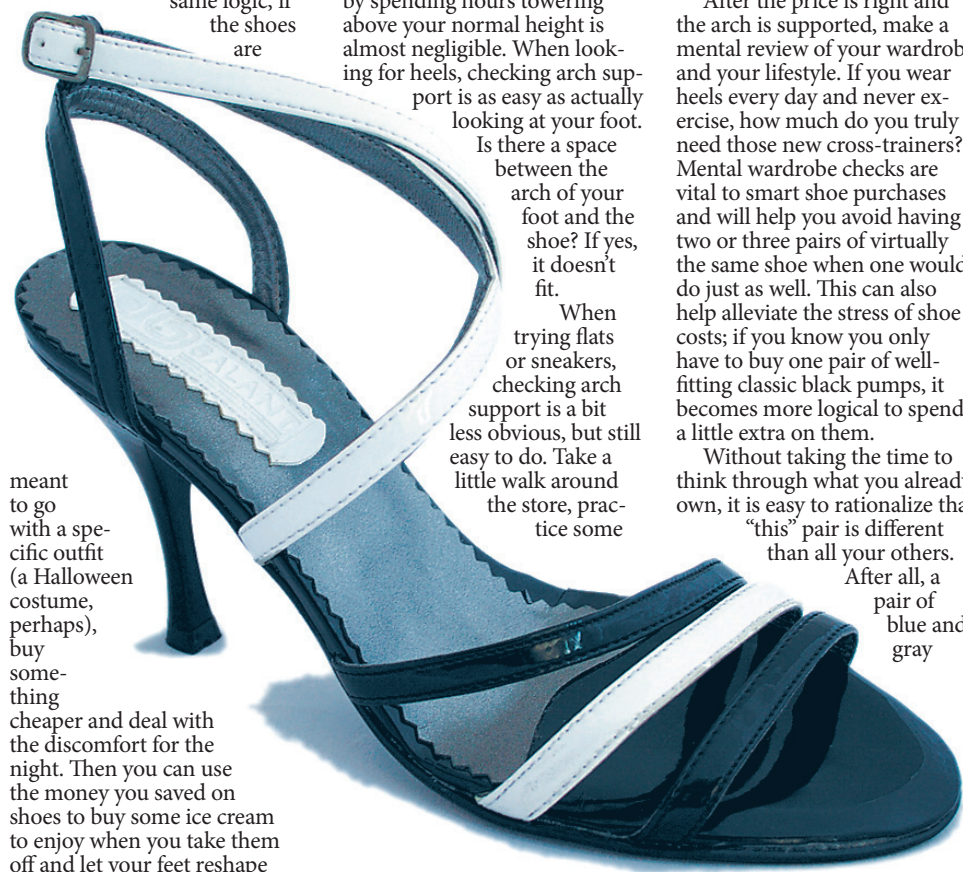 same logic, if
the shoes
are
meant
to go
with a spe-
cific outfit
(a Halloween
costume,
perhaps),
buy
some-
thing
cheaper and deal with
the discomfort for the
night. Then you can use
the money you saved on
shoes to buy some ice cream
to enjoy when you take them
off and let your feet reshape
by spending hours towering
above your normal height is
almost negligible. When look-
ing for heels, checking arch sup-
port is as easy as actually
looking at your foot.
Is there a space
between the
arch of your
foot and the
shoe? If yes,
it doesn't
fit.
When
trying flats
or sneakers,
checking arch
support is a bit
less obvious, but still
easy to do. Take a
little walk around
the store, prac-
tice some
After the price is right and
the arch is supported, make a
mental review of your wardrob
and your lifestyle. If you wear
heels every day and never ex-
ercise, how much do you truly
need those new cross-trainers?
Mental wardrobe checks are
vital to smart shoe purchases
and will help you avoid having
two or three pairs of virtually
the same shoe when one would
do just as well. This can also
help alleviate the stress of shoe
costs; if you know you only
have to buy one pair of well-
fitting classic black pumps, it
becomes more logical to spend
a little extra on them.
Without taking the time to
think through what you alread
own, it is easy to rationalize tha
"this" pair is different
than all your others.
After all, a
pair of
blue and
gray